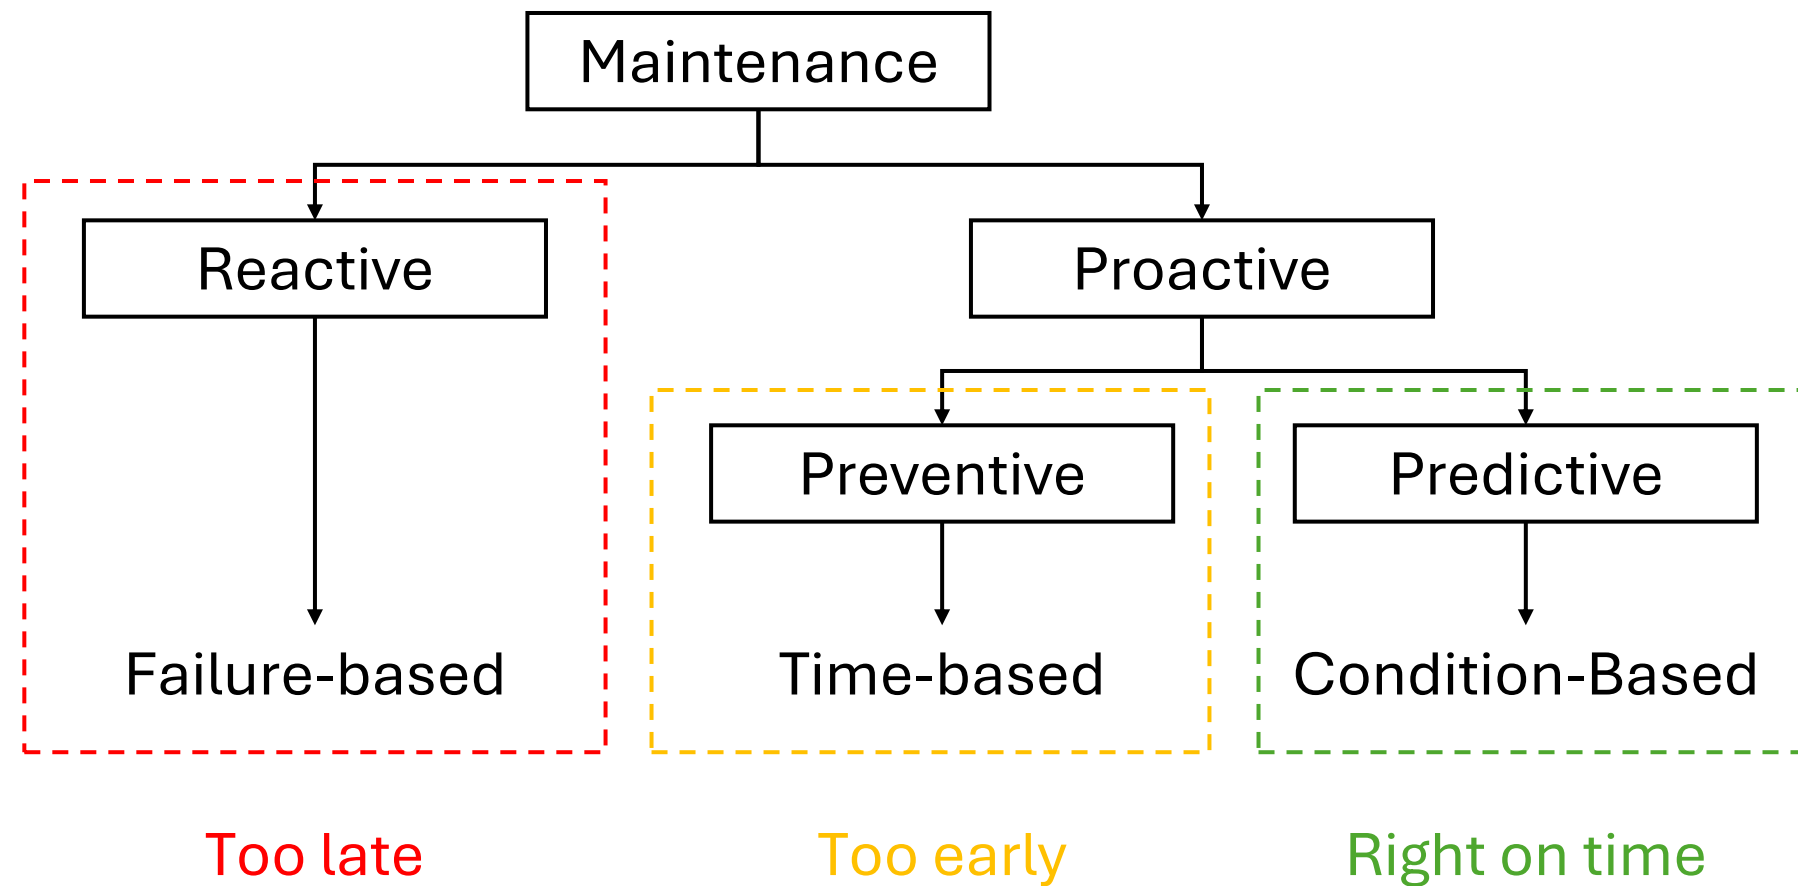 Maintenance
Reactive
Proactive
Preventive
Predictive
Failure-based
Time-based
Condition-Based
Too late
Too early
Right on time